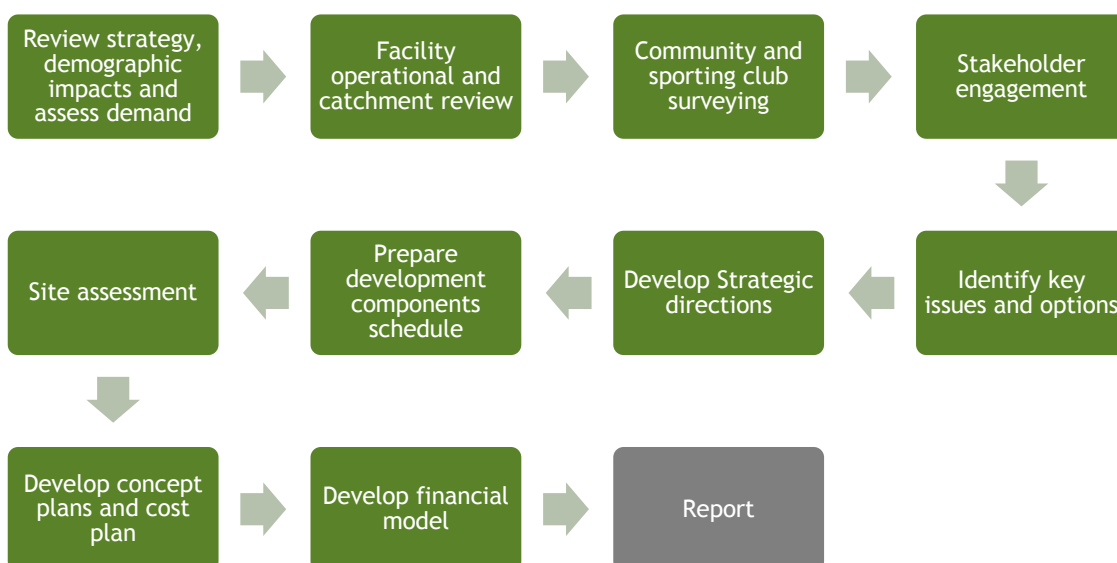 Review strategy,
demographic
impacts and
assess demand
Facility
operational and
catchment review
Community and
sporting club
surveying
Stakeholder
engagement
Identify key
issues and options
Develop Strategic
directions
Prepare
development
components
schedule
Site assessment
Develop concept
plans and cost
plan
Develop financial
model
Report